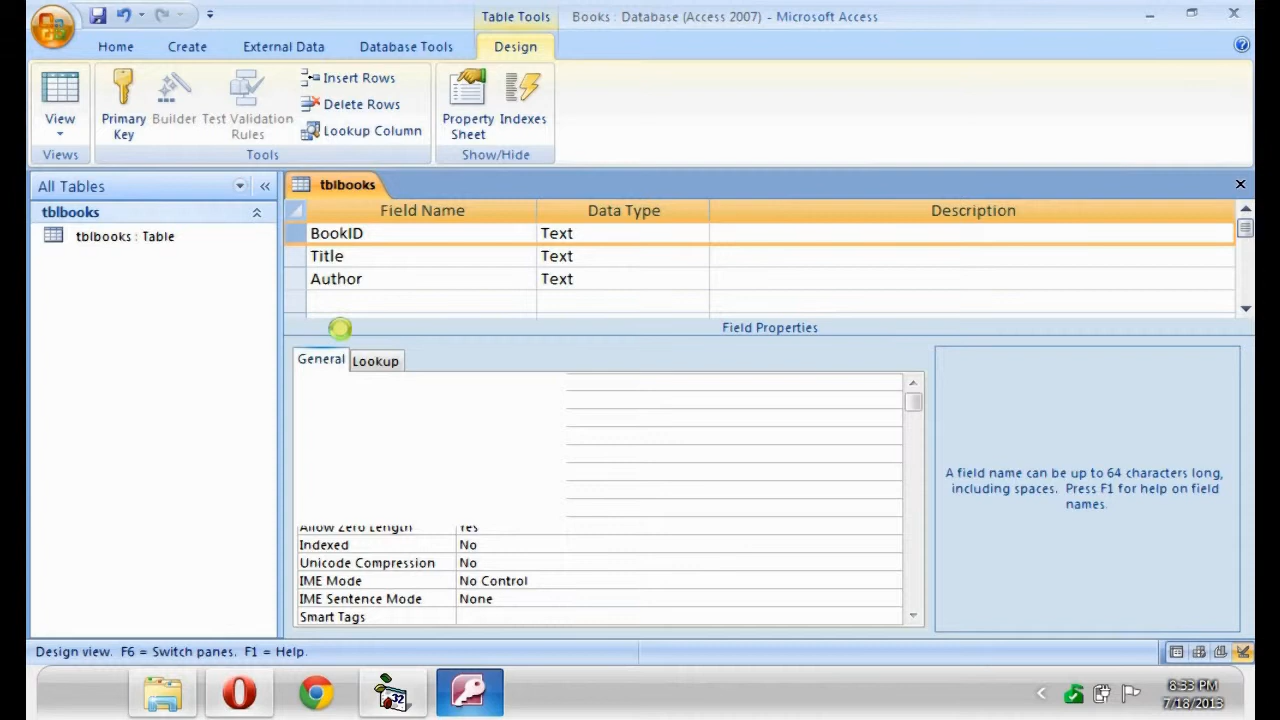 Table Tools
Books : Database (Access 2007) - Microsoft Access
Home
Create
External Data
Database Tools
Design
View
Primary
Key
Builder
Test Validation
Rules
Insert Rows
Delete Rows
Lookup Column
Property
Sheet
Indexes
Views
Tools
Show/Hide
All Tables
tblbooks
tblbooks : Table
tblbooks
Field Name
Data Type
Description
BookID
Text
Title
Text
Author
Text
Field Properties
General
Lookup
Allow Zero Length
Yes
Indexed
No
Unicode Compression
No
IME Mode
No Control
IME Sentence Mode
None
Smart Tags
A field name can be up to 64 characters long,
including spaces. Press F1 for help on field
names.
Design view. F6 = Switch panes. F1 = Help.
32
8:33 PM
7/18/2013